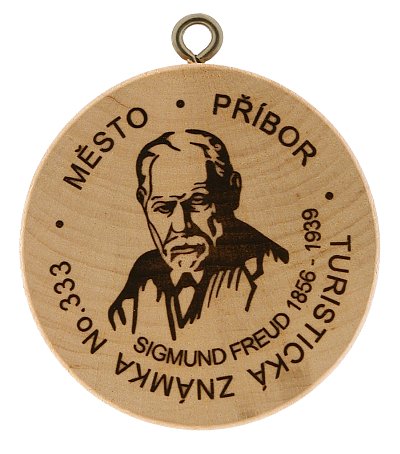 MĚSTO • PŘÍBOR • TURISTICKÁ ZNÁMKA No.333 •
SIGMUND FREUD 1856 - 1939